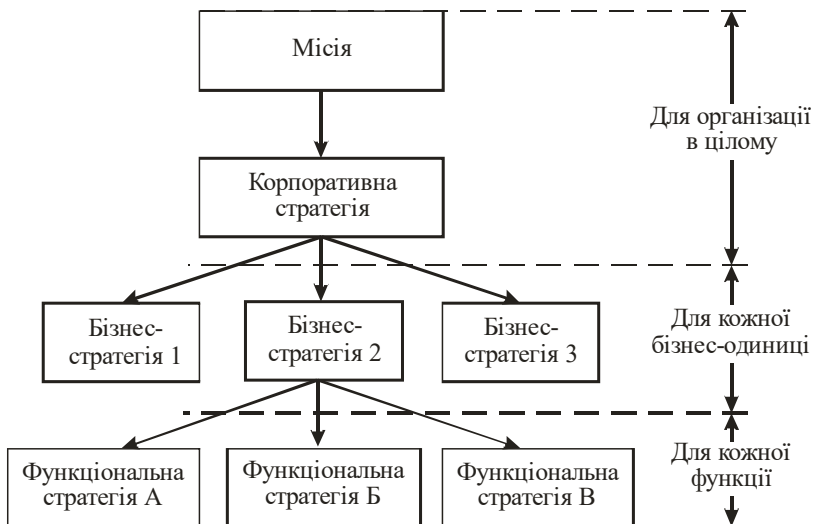 Місія
Для організації
в цілому
Корпоративна
стратегія
Бізнес-
стратегія 1
Бізнес-
стратегія 2
Бізнес-
стратегія 3
Для кожної
бізнес-одиниці
Функціональна
стратегія А
Функціональна
стратегія Б
Функціональна
стратегія В
Для кожної
функції